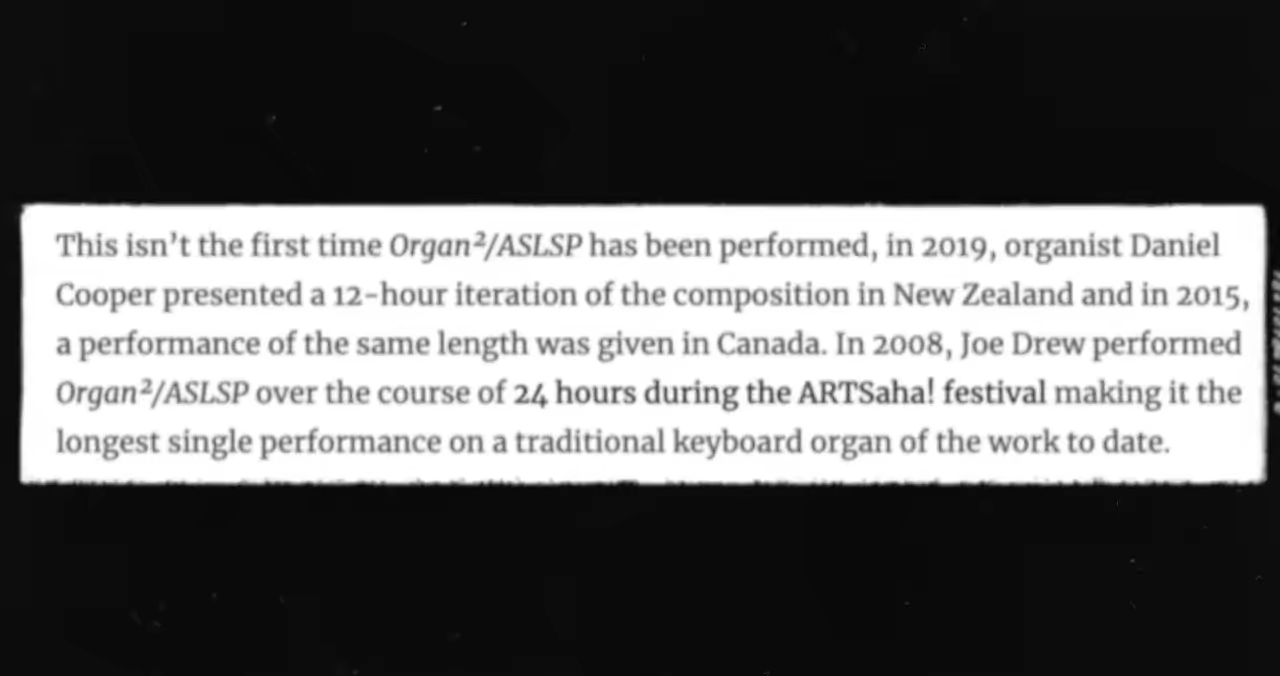 This isn’t the first time Organ²/ASLSP has been performed, in 2019, organist Daniel
Cooper presented a 12-hour iteration of the composition in New Zealand and in 2015,
a performance of the same length was given in Canada. In 2008, Joe Drew performed
Organ²/ASLSP over the course of 24 hours during the ARTSaha! festival making it the
longest single performance on a traditional keyboard organ of the work to date.